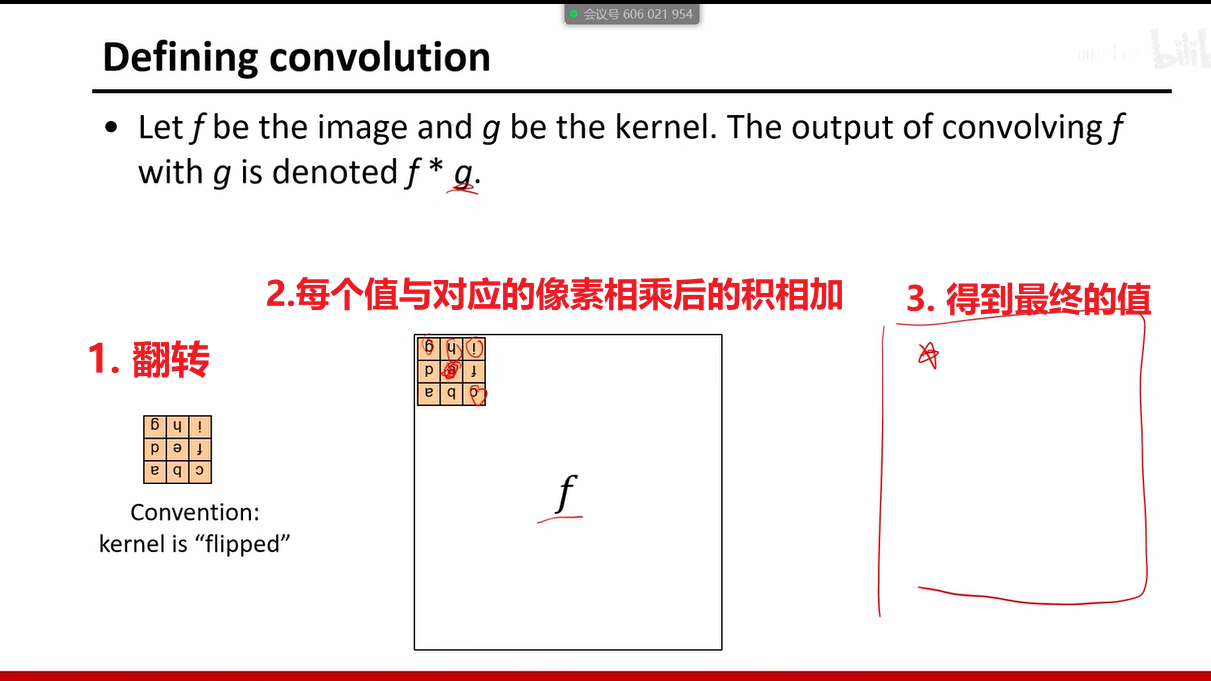 会议号 606 021 954
Defining convolution
• Let f be the image and g be the kernel. The output of convolving f
with g is denoted f * g.
2.每个值与对应的像素相乘后的积相加
3. 得到最终的值
1. 翻转
g h i
d e f
a b c
Convention:
kernel is “flipped”
g h i
d e f
a b c
f